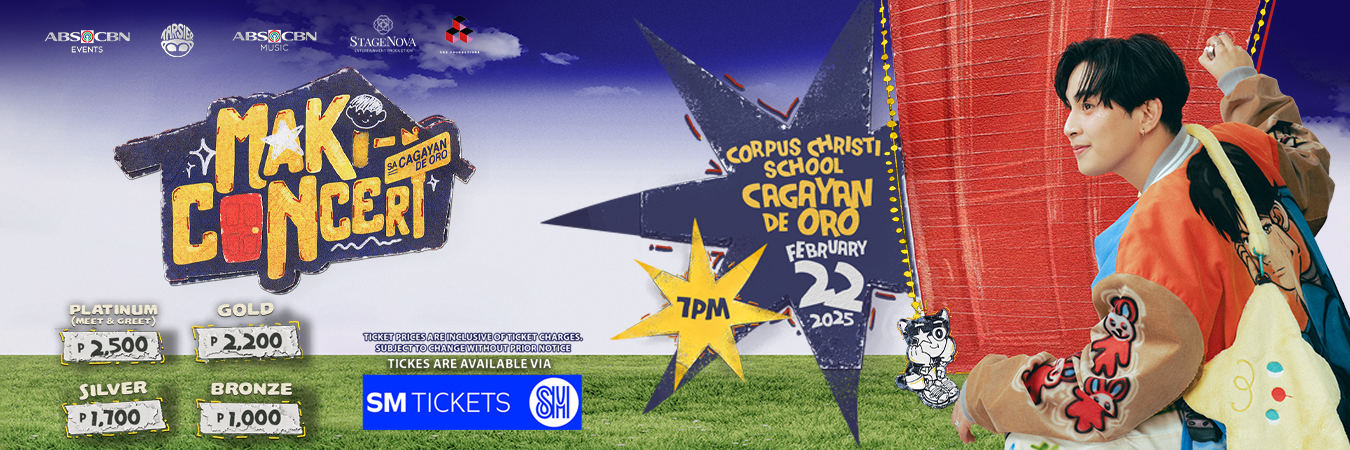 ABS CBN
EVENTS
TARSIER
ABS CBN
MUSIC
STAGENOVA
MAKi-
SA CAGAYAN
DE ORO
CONCERT
CORPUS CHRISTI
SCHOOL
CAGAYAN
DE ORO
FEBRUARY
22
2025
7PM
PLATINUM
(MEET & GREET)
P 2,500
GOLD
P 2,200
SILVER
P 1,700
BRONZE
P 1,000
TICKET PRICES ARE INCLUSIVE OF TICKET CHARGES.
SUBJECT TO CHANGE WITHOUT PRIOR NOTICE
TICKES ARE AVAILABLE VIA
SM TICKETS SM